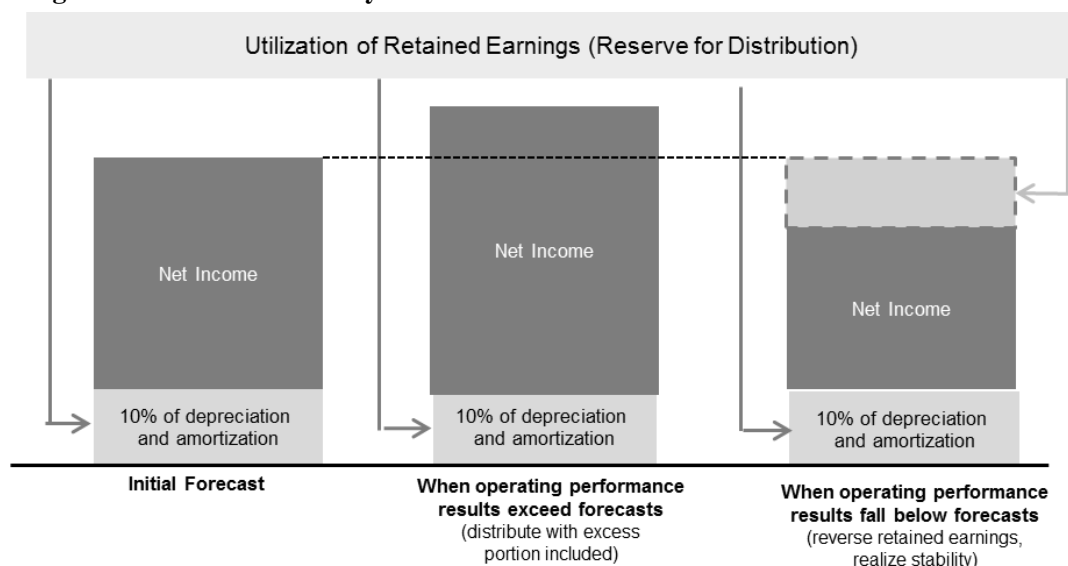 Utilization of Retained Earnings (Reserve for Distribution)
Net Income
10% of depreciation
and amortization
Initial Forecast
Net Income
10% of depreciation
and amortization
When operating performance
results exceed forecasts
(distribute with excess
portion included)
Net Income
10% of depreciation
and amortization
When operating performance
results fall below forecasts
(reverse retained earnings,
realize stability)